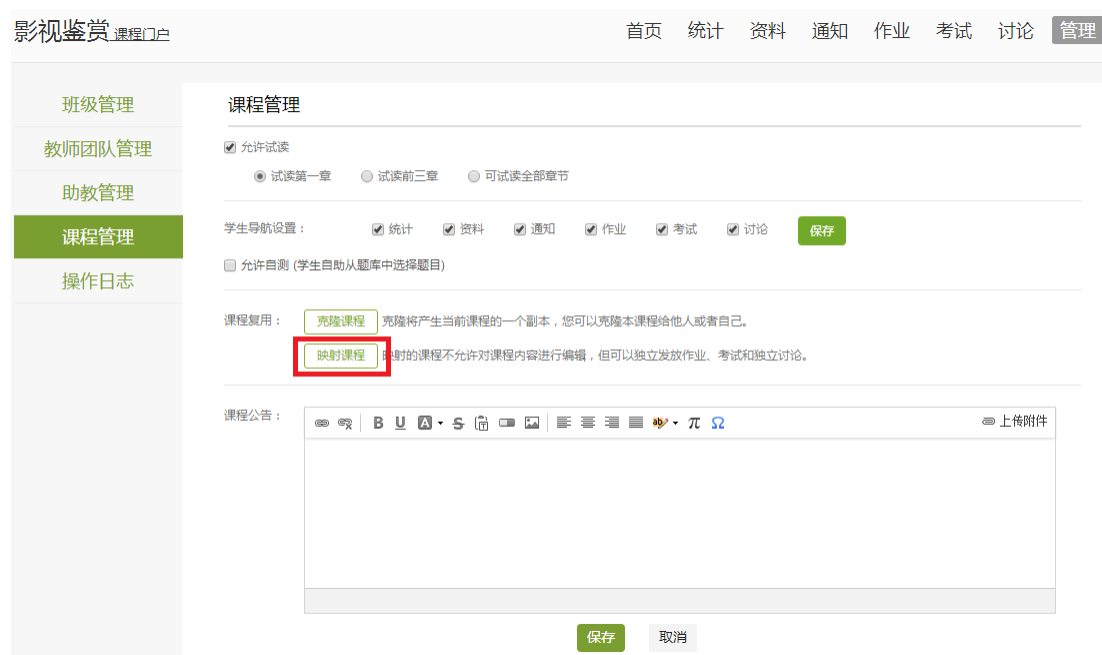 影视鉴赏 课程门户 首页 统计 资料 通知 作业 考试 讨论 管理
班级管理
教师团队管理
助教管理
课程管理
操作日志
课程管理
允许试读
试读第一章 试读前三章 可试读全部章节
学生导航设置： 统计 资料 通知 作业 考试 讨论 保存
允许自测 (学生自助从题库中选择题目)
课程复用： 克隆课程 克隆将产生当前课程的一个副本，您可以克隆本课程给他人或者自己。
映射课程 映射的课程不允许对课程内容进行编辑，但可以独立发放作业、考试和独立讨论。
课程公告： B U A S T ab π Ω 上传附件
保存 取消